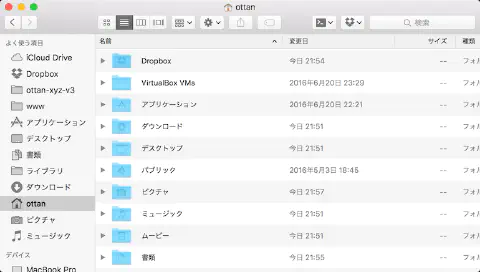 ottan
検索
よく使う項目
iCloud Drive
Dropbox
ottan-xyz-v3
www
アプリケーション
デスクトップ
書類
ライブラリ
ダウンロード
ottan
ピクチャ
ミュージック
デバイス
MacBook Pro
名前 変更日 サイズ 種類
Dropbox 今日 21:54 -- フォル
VirtualBox VMs 2016年6月20日 23:29 -- フォル
アプリケーション 2016年6月20日 22:21 -- フォル
ダウンロード 今日 21:51 -- フォル
デスクトップ 今日 21:51 -- フォル
パブリック 2016年5月3日 18:45 -- フォル
ピクチャ 今日 21:57 -- フォル
ミュージック 今日 21:51 -- フォル
ムービー 今日 21:51 -- フォル
書類 今日 21:55 -- フォル